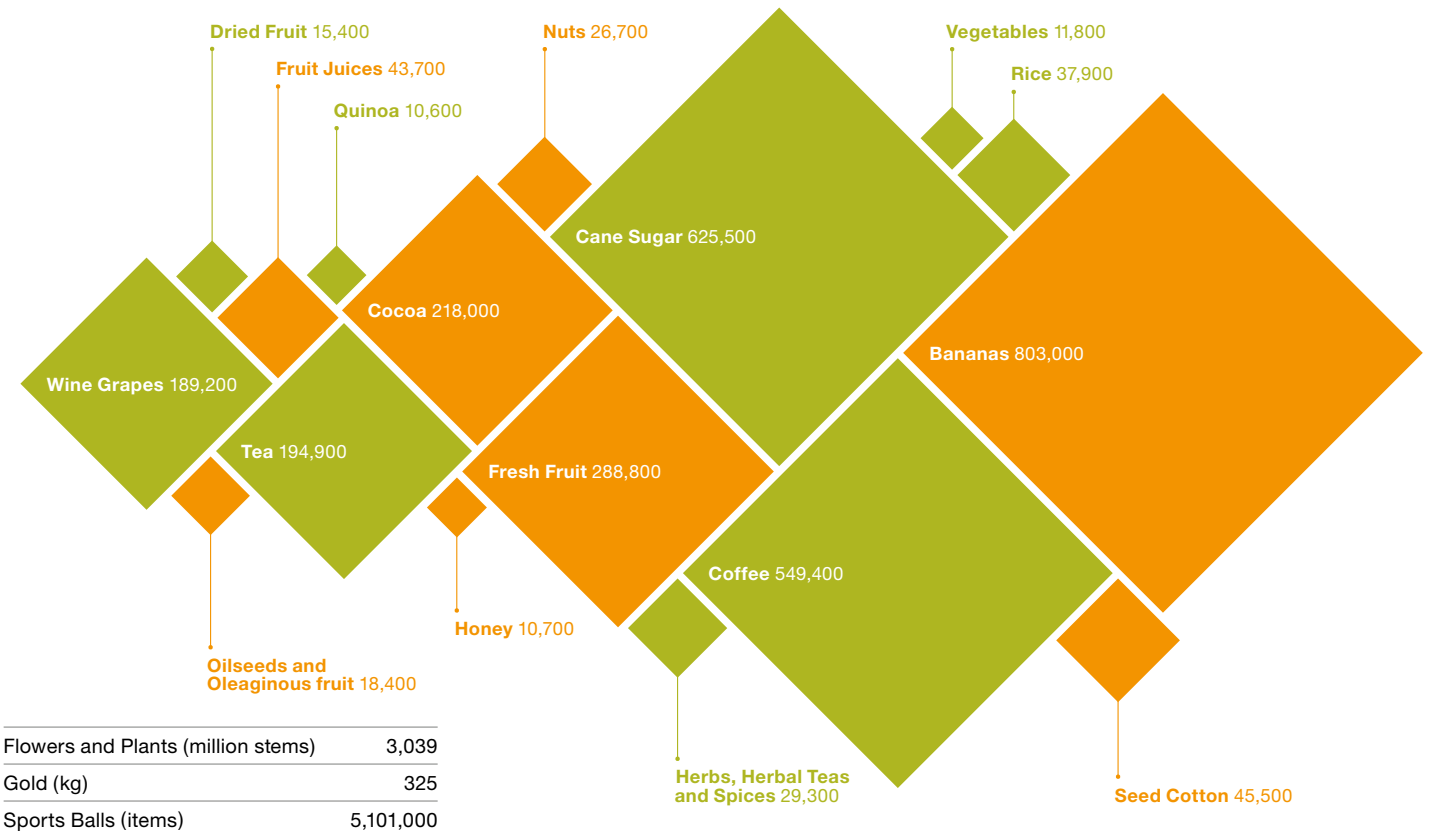 Dried Fruit 15,400
Nuts 26,700
Vegetables 11,800
Fruit Juices 43,700
Rice 37,900
Quinoa 10,600
Cane Sugar 625,500
Cocoa 218,000
Bananas 803,000
Wine Grapes 189,200
Tea 194,900
Fresh Fruit 288,800
Coffee 549,400
Honey 10,700
Oilseeds and
Oleaginous fruit 18,400
Herbs, Herbal Teas
and Spices 29,300
Seed Cotton 45,500
Flowers and Plants (million stems) 3,039
Gold (kg) 325
Sports Balls (items) 5,101,000